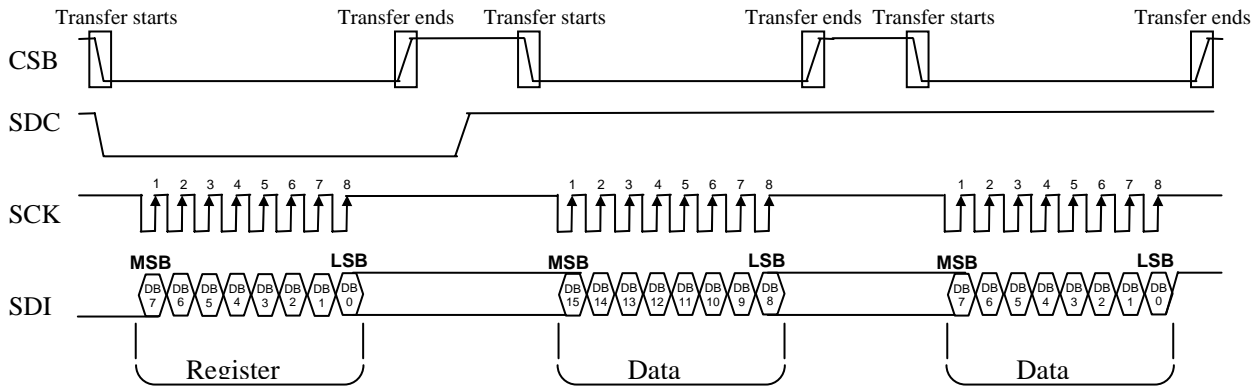 Transfer starts Transfer ends Transfer starts Transfer ends Transfer starts Transfer ends
CSB
SDC
1 2 3 4 5 6 7 8 1 2 3 4 5 6 7 8 1 2 3 4 5 6 7 8
SCK
MSB LSB MSB LSB MSB LSB
SDI
DB 7 DB 6 DB 5 DB 4 DB 3 DB 2 DB 1 DB 0 DB 15 DB 14 DB 13 DB 12 DB 11 DB 10 DB 9 DB 8 DB 7 DB 6 DB 5 DB 4 DB 3 DB 2 DB 1 DB 0
Register Data Data